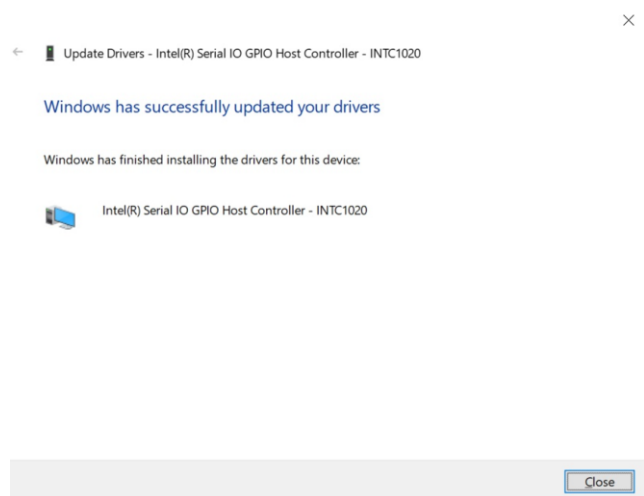 Update Drivers - Intel(R) Serial IO GPIO Host Controller - INTC1020
Windows has successfully updated your drivers
Windows has finished installing the drivers for this device:
Intel(R) Serial IO GPIO Host Controller - INTC1020
Close